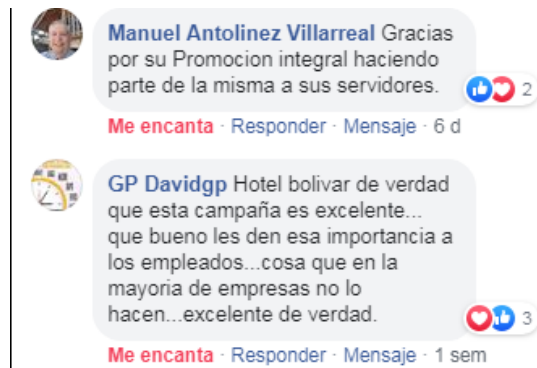 Manuel Antolinez Villarreal Gracias
por su Promocion integral haciendo
parte de la misma a sus servidores.
2
Me encanta · Responder · Mensaje · 6 d
GP Davidgp Hotel bolivar de verdad
que esta campaña es excelente...
que bueno les den esa importancia a
los empleados...cosa que en la
mayoria de empresas no lo
hacen...excelente de verdad.
3
Me encanta · Responder · Mensaje · 1 sem